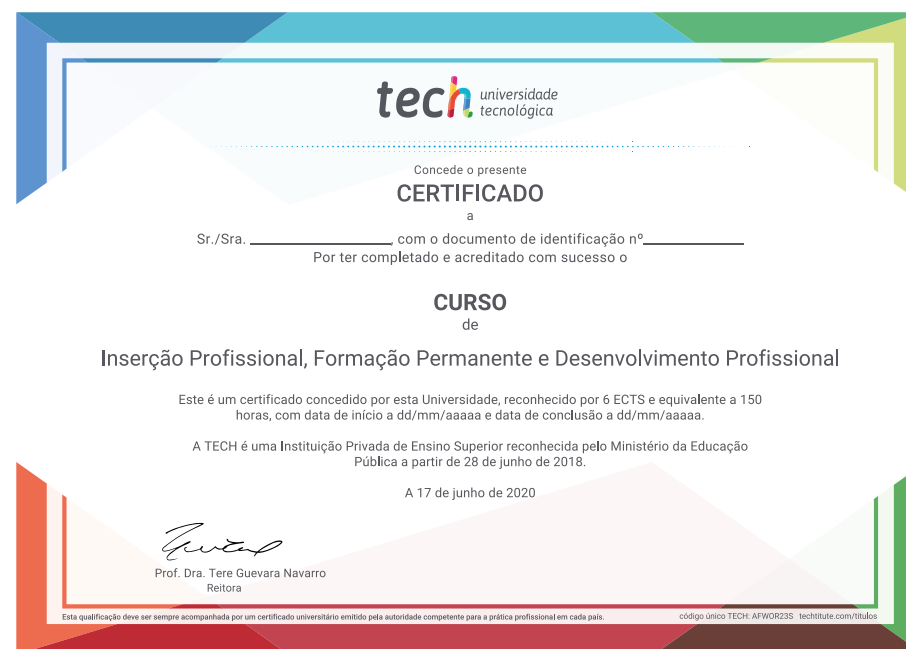 tech universidade
tecnológica
Concede o presente
CERTIFICADO
a
Sr./Sra. , com o documento de identificação nº
Por ter completado e acreditado com sucesso o
CURSO
de
Inserção Profissional, Formação Permanente e Desenvolvimento Profissional
Este é um certificado concedido por esta Universidade, reconhecido por 6 ECTS e equivalente a 150
horas, com data de início a dd/mm/aaaaa e data de conclusão a dd/mm/aaaaa.
A TECH é uma Instituição Privada de Ensino Superior reconhecida pelo Ministério da Educação
Pública a partir de 28 de junho de 2018.
A 17 de junho de 2020
Prof. Dra. Tere Guevara Navarro
Reitora
Esta qualificação deve ser sempre acompanhada por um certificado universitário emitido pela autoridade competente para a prática profissional em cada país. código único TECH: AFWOR23S techtitute.com/titulos